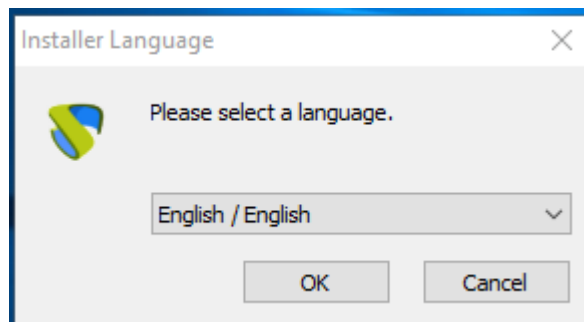 Installer Language
Please select a language.
English / English
OK
Cancel